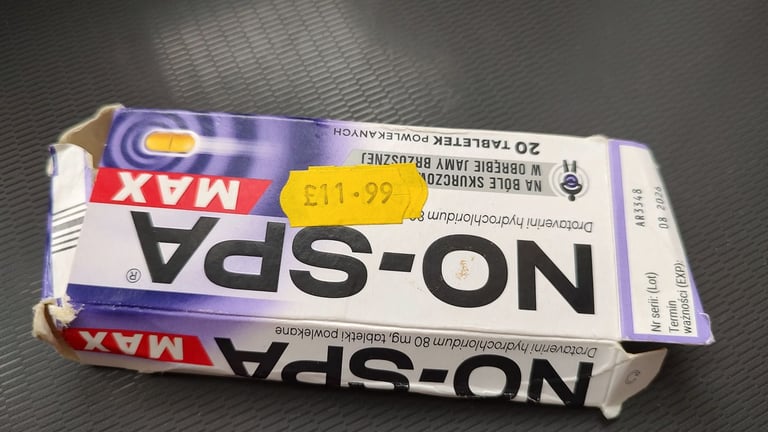 NO-SPA®
MAX
Drotaverini hydrochloridum 80
£11.99
NA BÓLE SKURCZOW
W OBRĘBIE JAMY BRZUSZNEJ
20 TABLETEK POWLEKANYCH
Nr serii: (Lot)
AR3348
Termin
ważności (EXP):
08 2026
NO-SPA
MAX
Drotaverini hydrochloridum 80 mg, tabletki powlekane